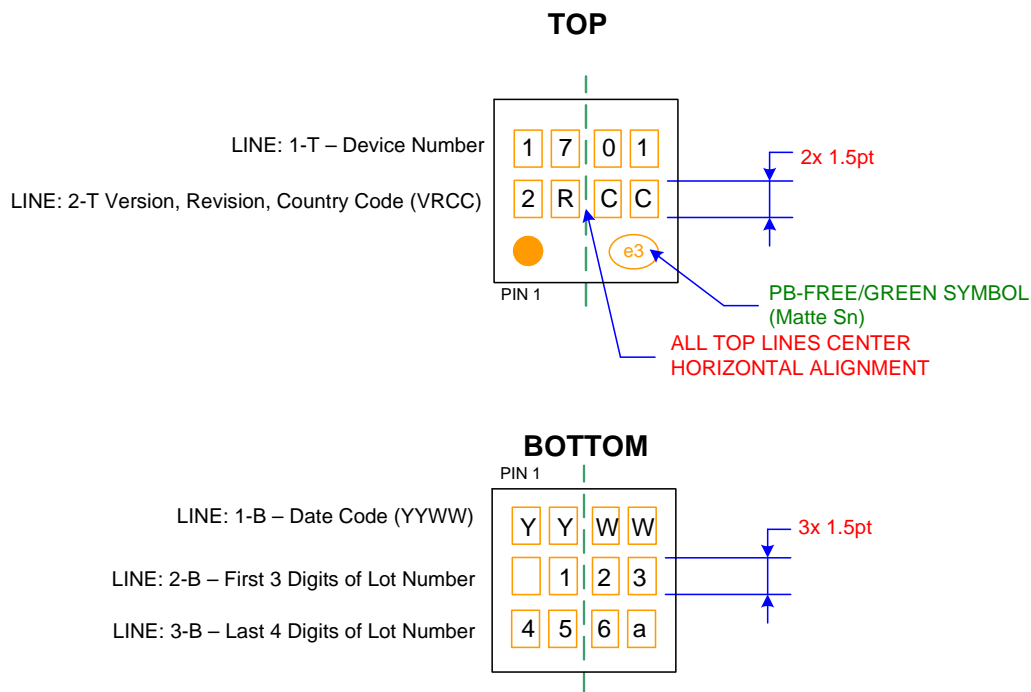 TOP
LINE: 1-T – Device Number
1 7 0 1
2x 1.5pt
LINE: 2-T Version, Revision, Country Code (VRCC)
2 R C C
e3
PIN 1
PB-FREE/GREEN SYMBOL
(Matte Sn)
ALL TOP LINES CENTER
HORIZONTAL ALIGNMENT
BOTTOM
PIN 1
LINE: 1-B – Date Code (YYWW)
Y Y W W
3x 1.5pt
LINE: 2-B – First 3 Digits of Lot Number
1 2 3
LINE: 3-B – Last 4 Digits of Lot Number
4 5 6 a